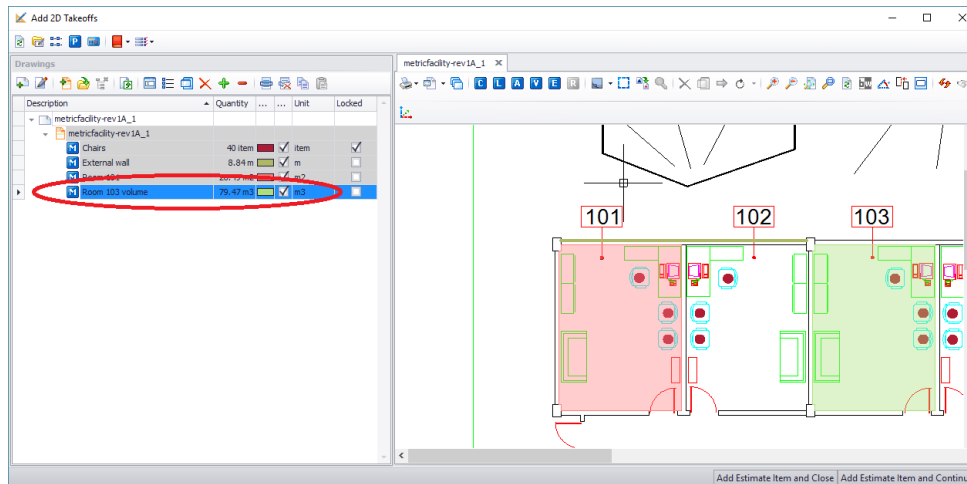 Add 2D Takeoffs
Drawings
metricfacility-rev1A_1
Description Quantity ... ... Unit Locked
metricfacility-rev1A_1
metricfacility-rev1A_1
Chairs 40 item item
External wall 8.84 m m
Room m2
Room 103 volume 79.47 m3 m3
C L A V E R
101 102 103
Add Estimate Item and Close Add Estimate Item and Continu